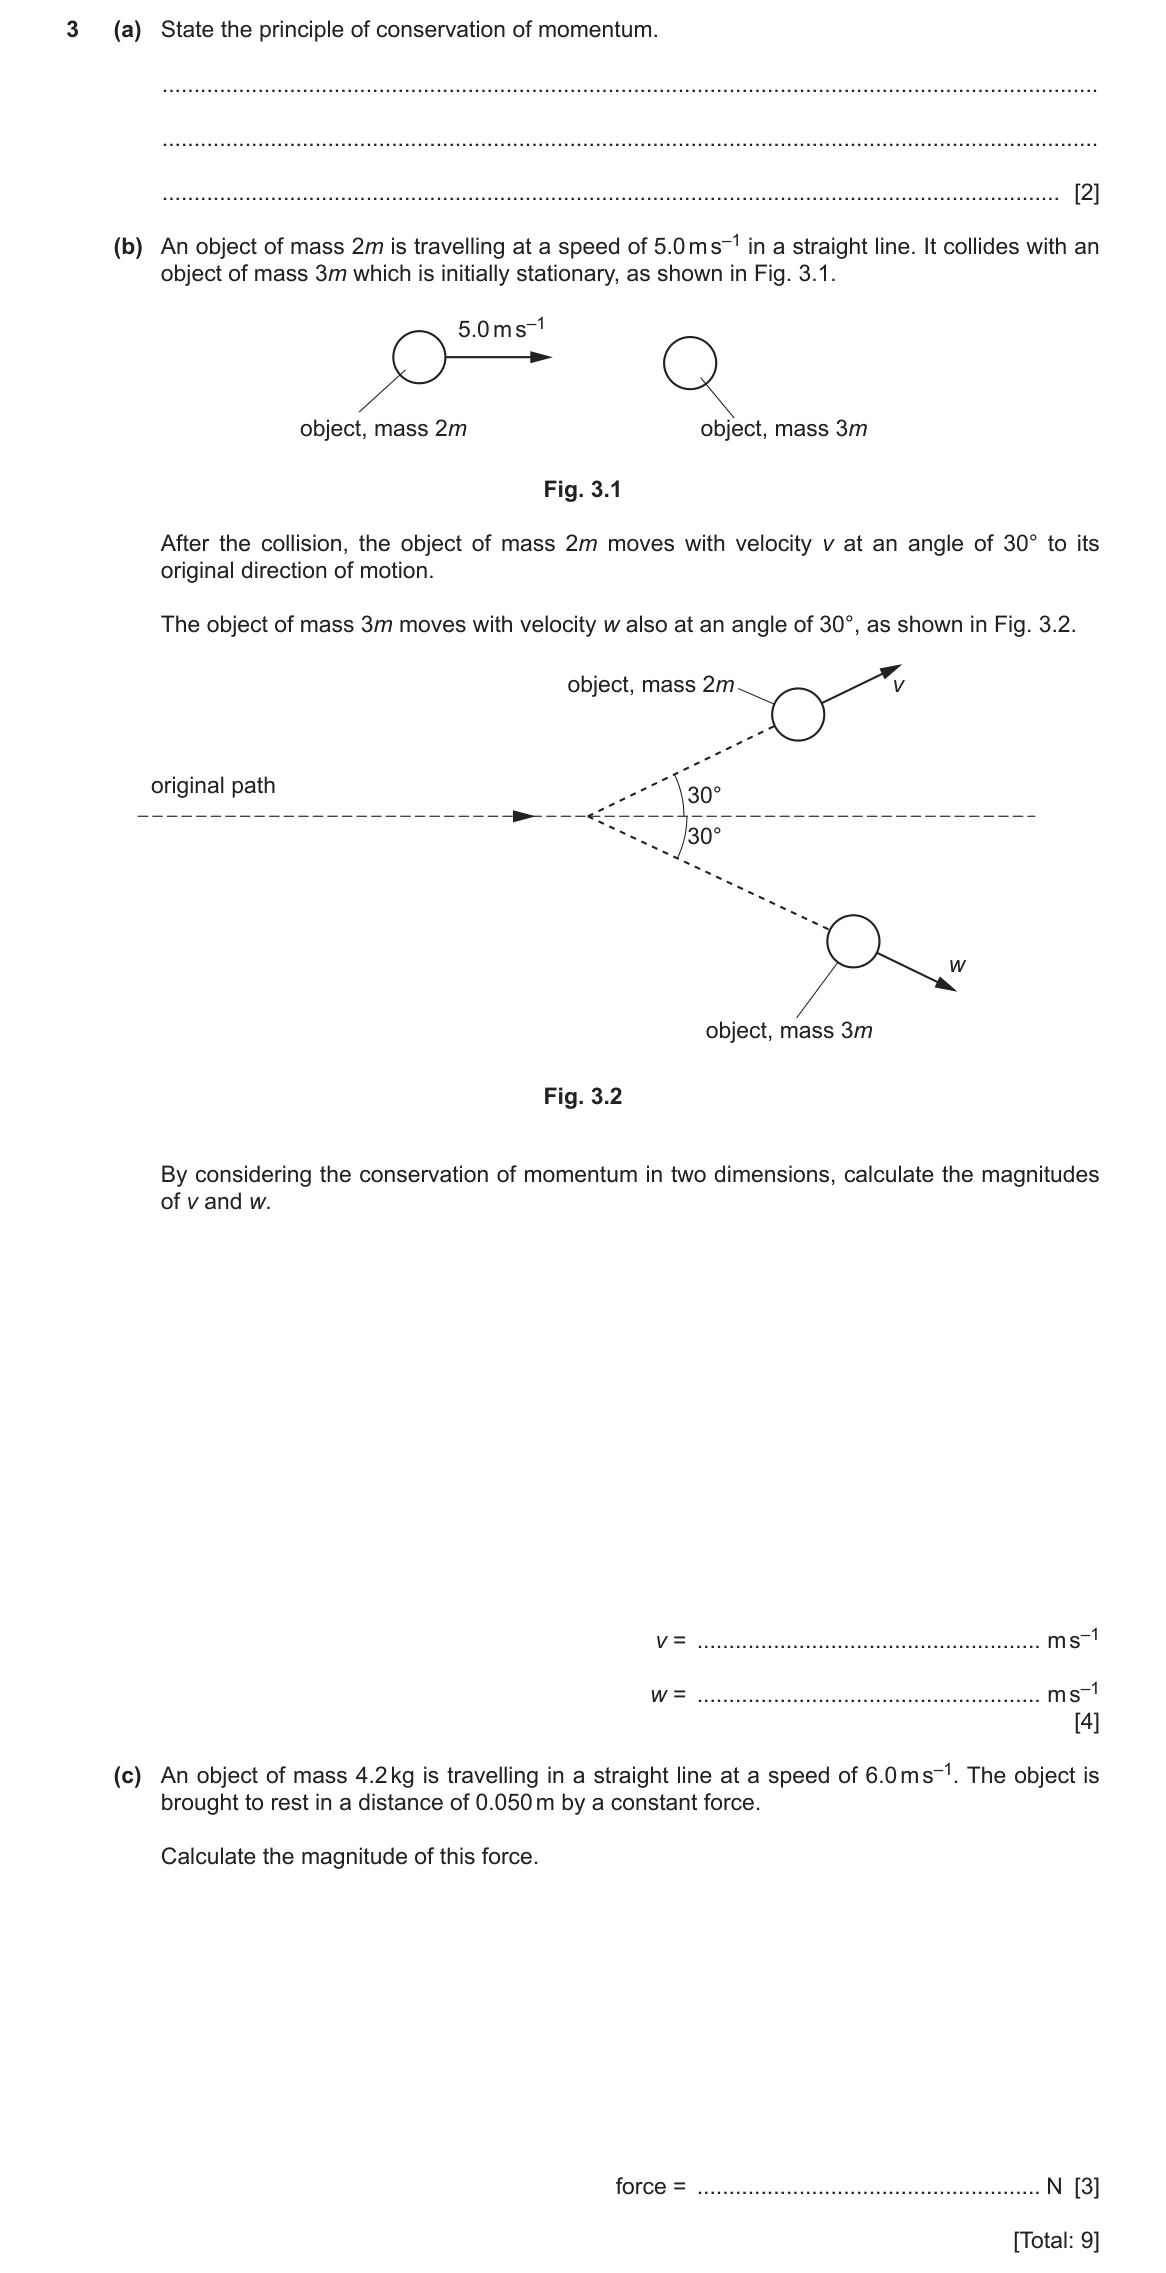 3 (a) State the principle of conservation of momentum.
..........................................................................................................................................
..........................................................................................................................................
..................................................................................................................................... [2]
(b) An object of mass 2m is travelling at a speed of 5.0 m s⁻¹ in a straight line. It collides with an
object of mass 3m which is initially stationary, as shown in Fig. 3.1.
5.0 m s⁻¹
object, mass 2m
object, mass 3m
Fig. 3.1
After the collision, the object of mass 2m moves with velocity v at an angle of 30° to its
original direction of motion.
The object of mass 3m moves with velocity w also at an angle of 30°, as shown in Fig. 3.2.
object, mass 2m
v
original path
30°
30°
w
object, mass 3m
Fig. 3.2
By considering the conservation of momentum in two dimensions, calculate the magnitudes
of v and w.
v = ...................................................... m s⁻¹
w = ...................................................... m s⁻¹
[4]
(c) An object of mass 4.2 kg is travelling in a straight line at a speed of 6.0 m s⁻¹. The object is
brought to rest in a distance of 0.050 m by a constant force.
Calculate the magnitude of this force.
force = ...................................................... N [3]
[Total: 9]